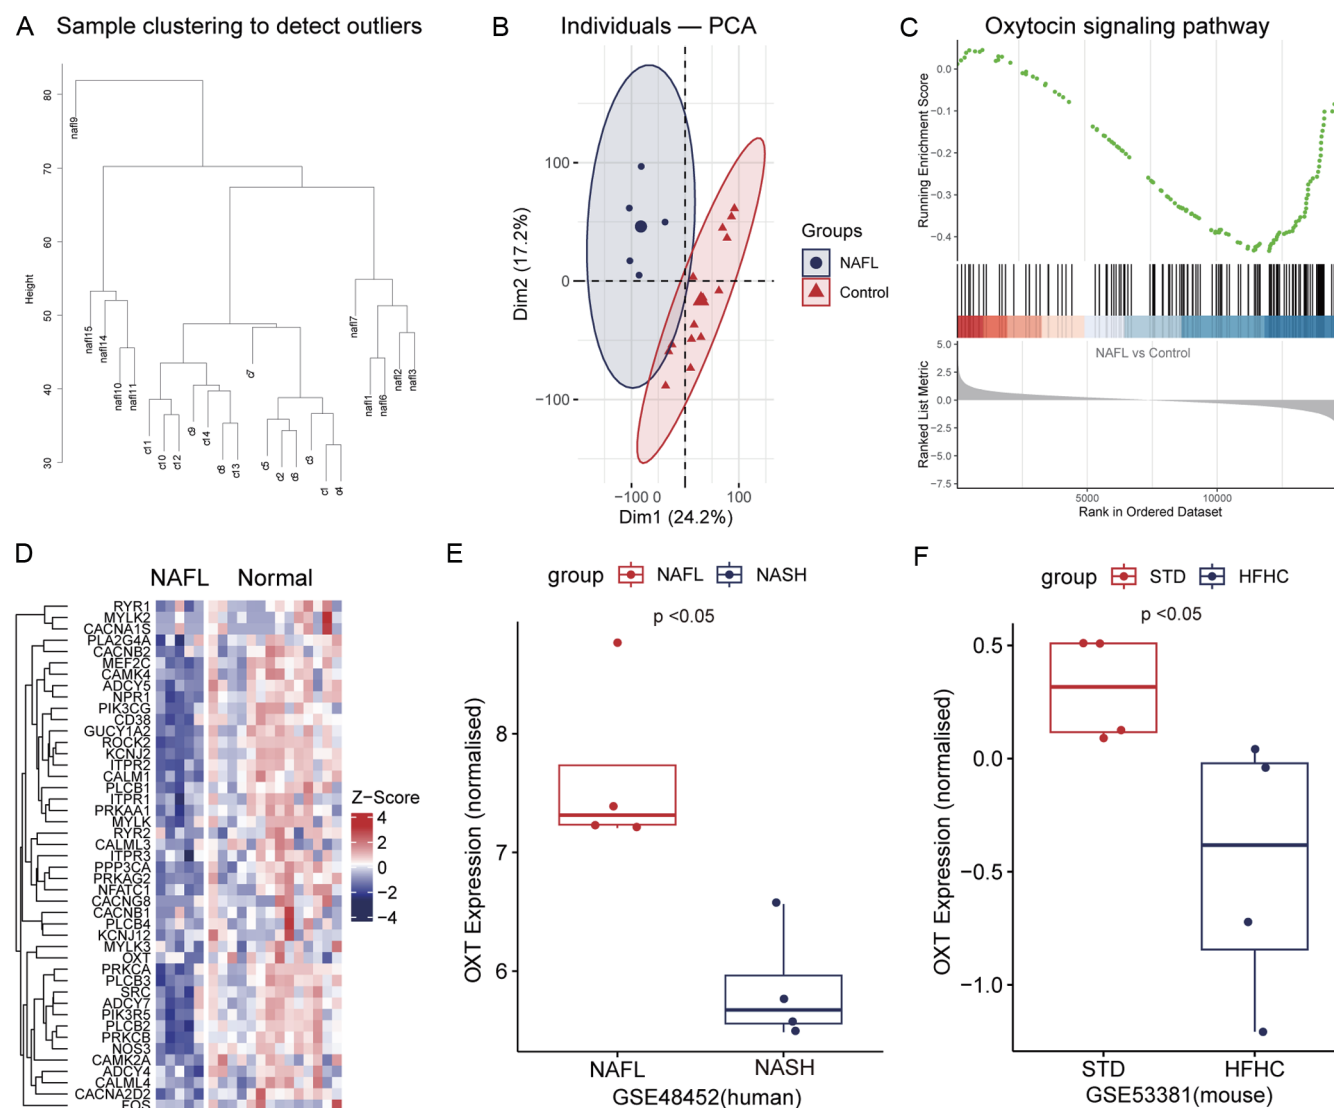 A Sample clustering to detect outliers
Height
80
70
60
50
40
30
nafl9
nafl15
nafl14
nafl10
nafl11
c11
c10
c12
c9
c14
c8
c13
c7
c5
c2
c6
c3
c1
c4
nafl7
nafl1
nafl6
nafl2
nafl3
B Individuals — PCA
Dim2 (17.2%)
100
0
−100
−100 0 100
Dim1 (24.2%)
Groups
NAFL
Control
C Oxytocin signaling pathway
Running Enrichment Score
0.0
−0.1
−0.2
−0.3
−0.4
NAFL vs Control
Ranked List Metric
5.0
2.5
0.0
−2.5
−5.0
−7.5
5000 10000
Rank in Ordered Dataset
D
NAFL Normal
RYR1
MYLK2
CACNA1S
PLA2G4A
CACNB2
MEF2C
CAMK4
ADCY5
NPR1
PIK3CG
CD38
GUCY1A2
ROCK2
KCNJ2
ITPR2
CALM1
PLCB1
ITPR1
PRKAA1
MYLK
RYR2
CALML3
ITPR3
PPP3CA
PRKAG2
NFATC1
CACNG8
CACNB1
PLCB4
KCNJ12
MYLK3
OXT
PRKCA
PLCB3
SRC
ADCY7
PIK3R5
PLCB2
PRKCB
NOS3
CAMK2A
ADCY4
CALML4
CACNA2D2
FOS
Z−Score
4
2
0
−2
−4
E
group NAFL NASH
p <0.05
OXT Expression (normalised)
8
7
6
NAFL NASH
GSE48452(human)
F
group STD HFHC
p <0.05
OXT Expression (normalised)
0.5
0.0
−0.5
−1.0
STD HFHC
GSE53381(mouse)